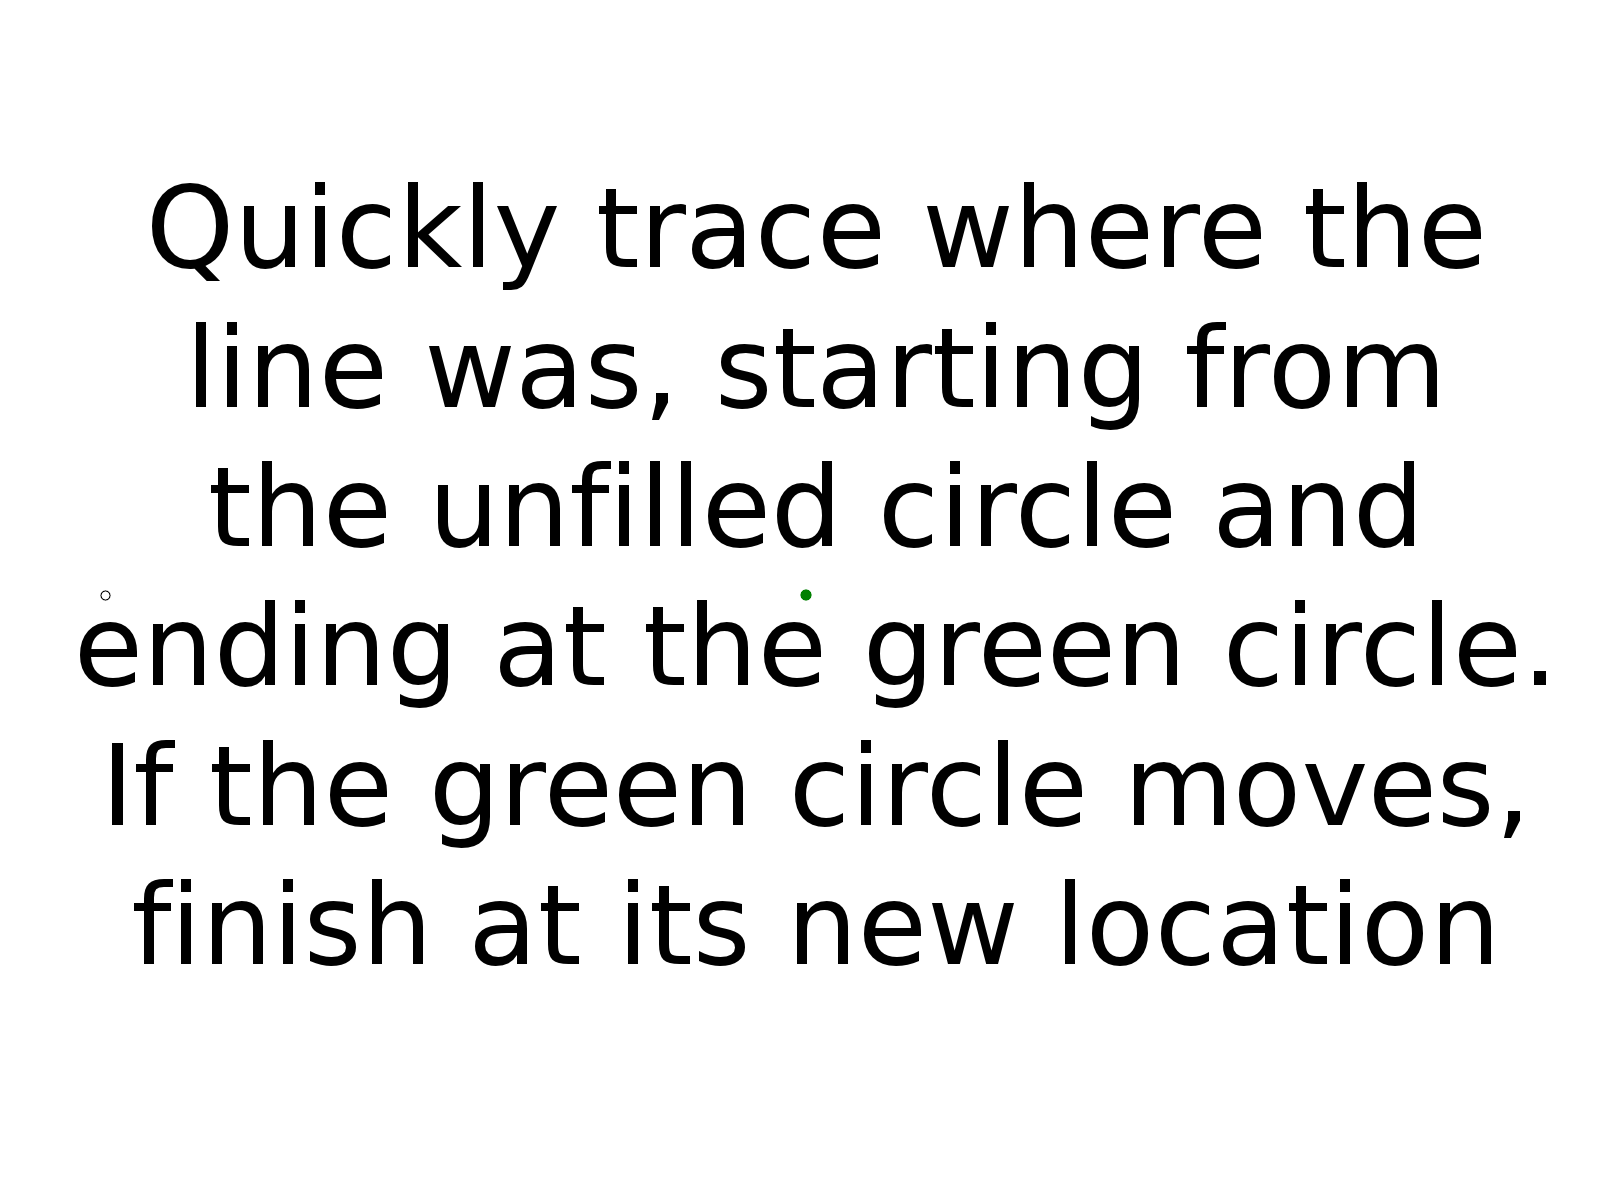 Quickly trace where the
line was, starting from
the unfilled circle and
ending at the green circle.
If the green circle moves,
finish at its new location